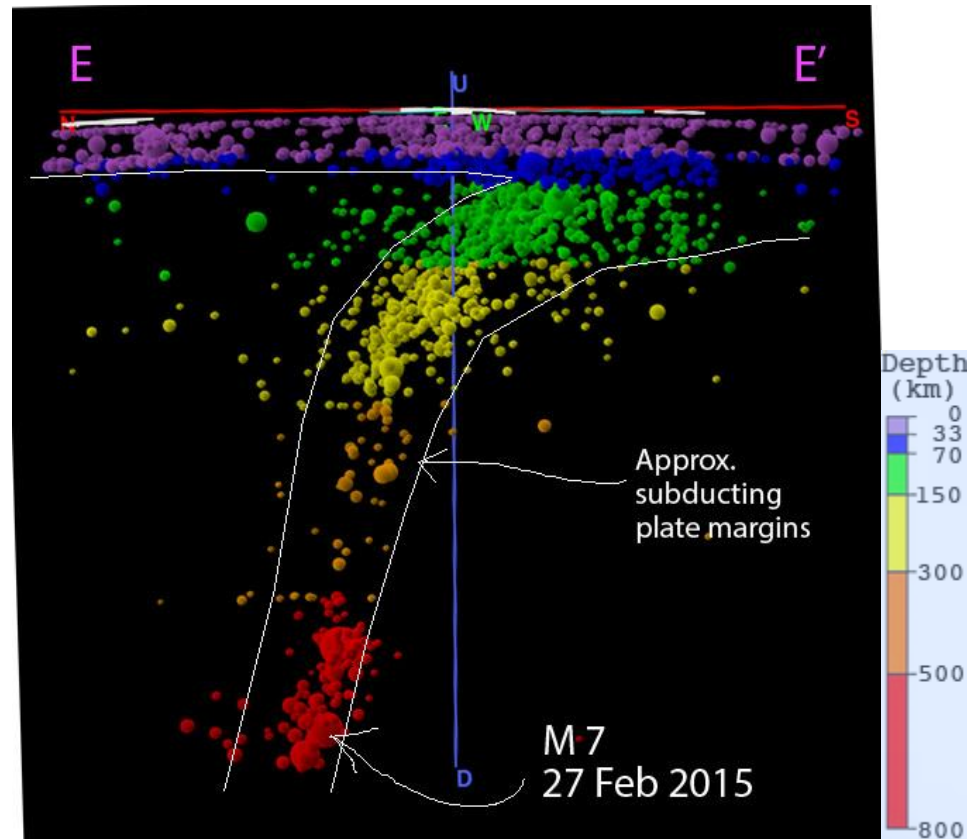 E
E'
U
N
E
W
S
Approx.
subducting
plate margins
D
M 7
27 Feb 2015
Depth
(km)
0
33
70
150
300
500
800